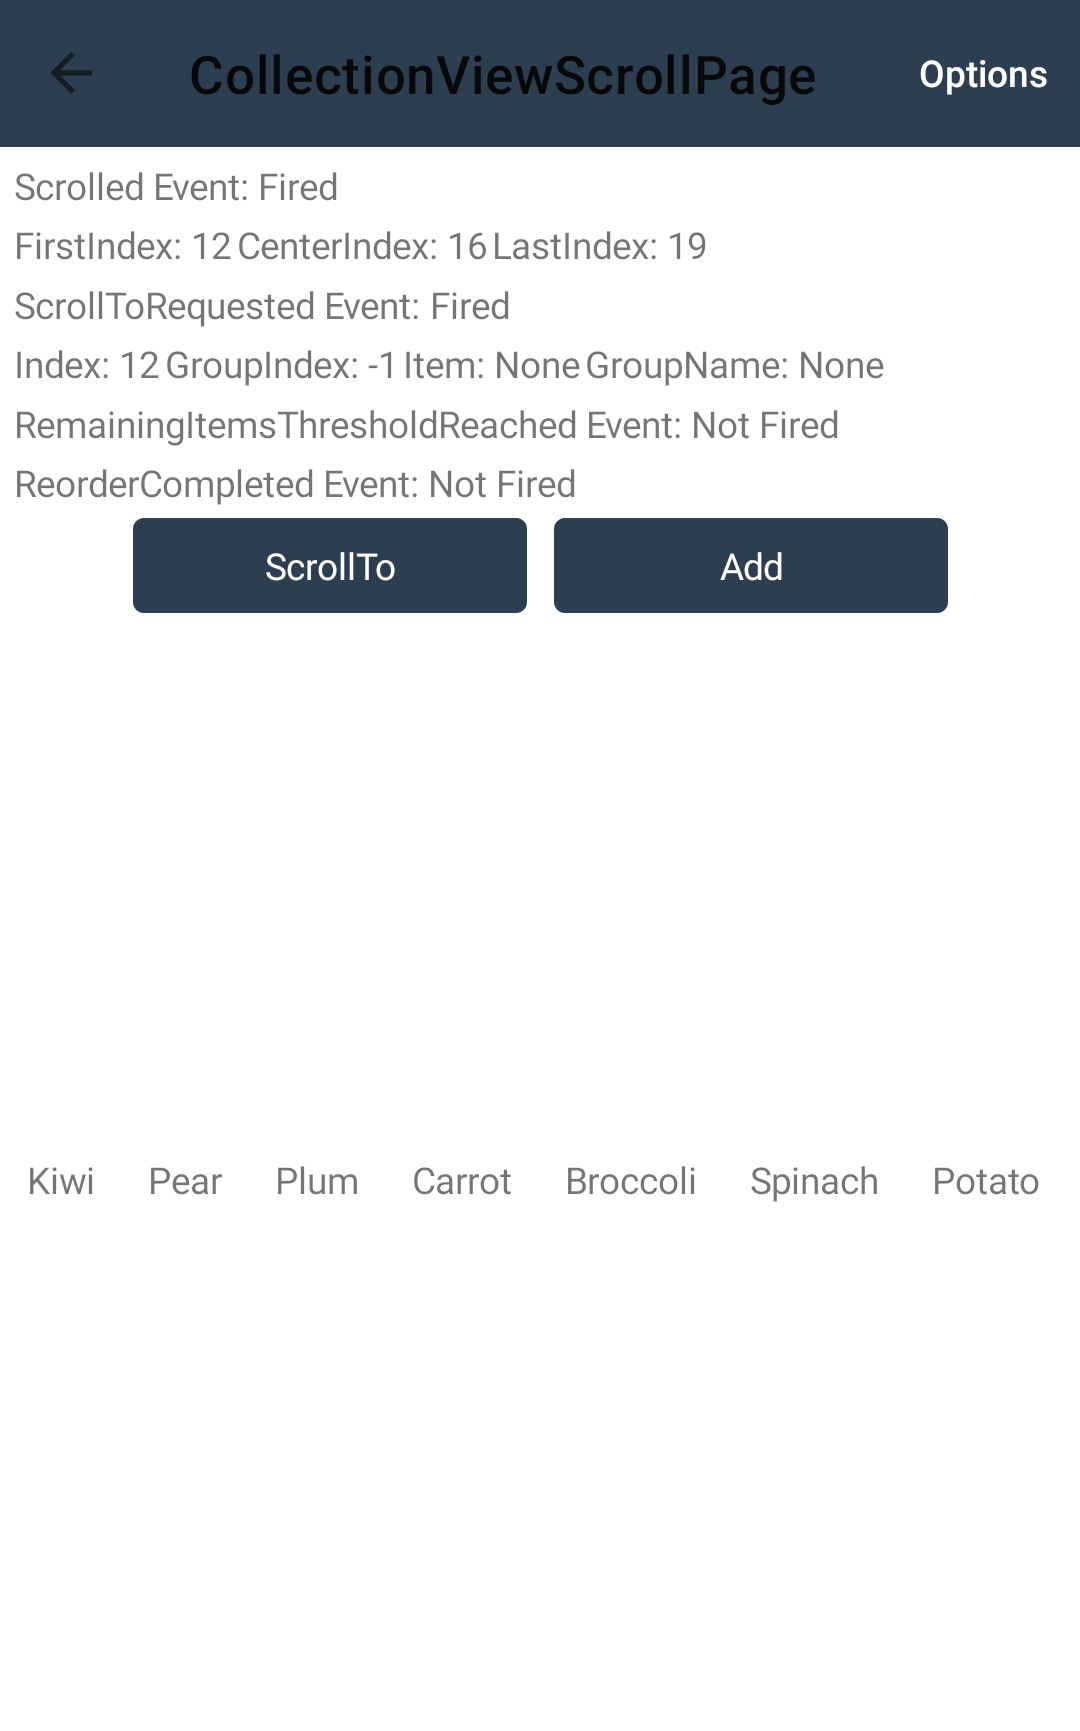 CollectionViewScrollPage Options
Scrolled Event: Fired
FirstIndex: 12 CenterIndex: 16 LastIndex: 19
ScrollToRequested Event: Fired
Index: 12 GroupIndex: -1 Item: None GroupName: None
RemainingItemsThresholdReached Event: Not Fired
ReorderCompleted Event: Not Fired
ScrollTo Add
Kiwi Pear Plum Carrot Broccoli Spinach Potato